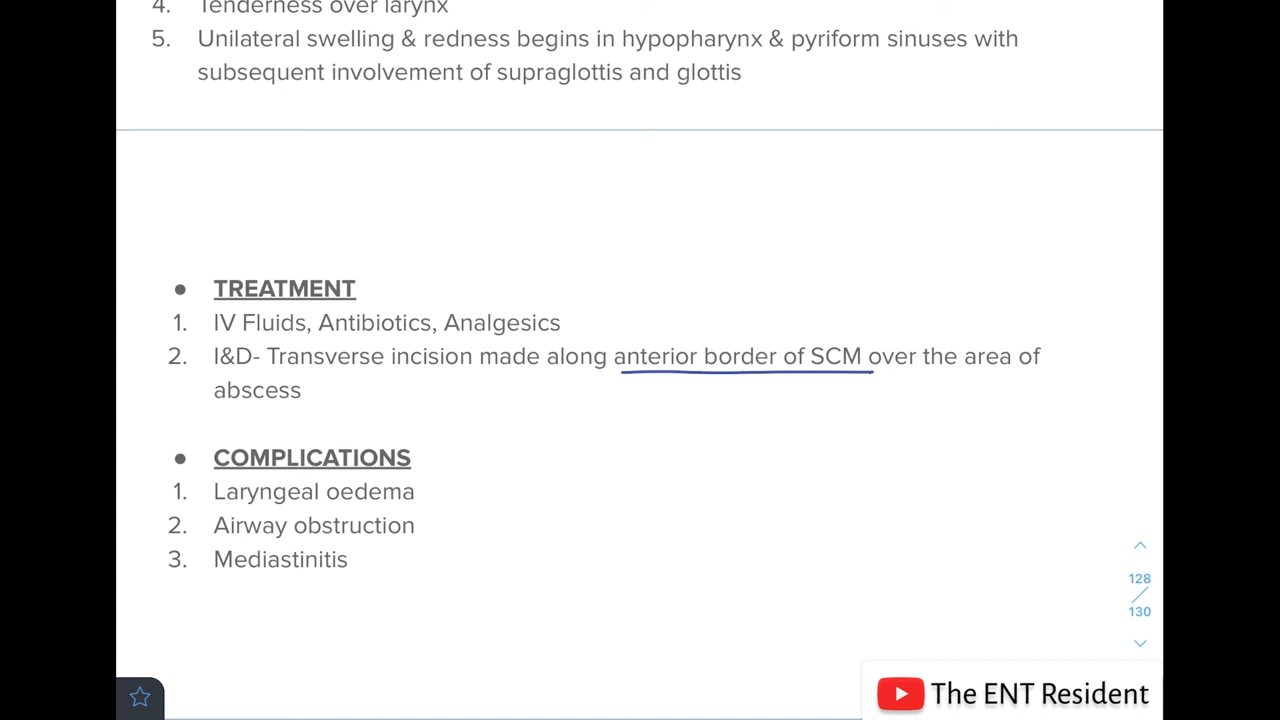 4. Tenderness over larynx
5. Unilateral swelling & redness begins in hypopharynx & pyriform sinuses with
subsequent involvement of supraglottis and glottis
● TREATMENT
1. IV Fluids, Antibiotics, Analgesics
2. I&D- Transverse incision made along anterior border of SCM over the area of
abscess
● COMPLICATIONS
1. Laryngeal oedema
2. Airway obstruction
3. Mediastinitis
128
130
The ENT Resident